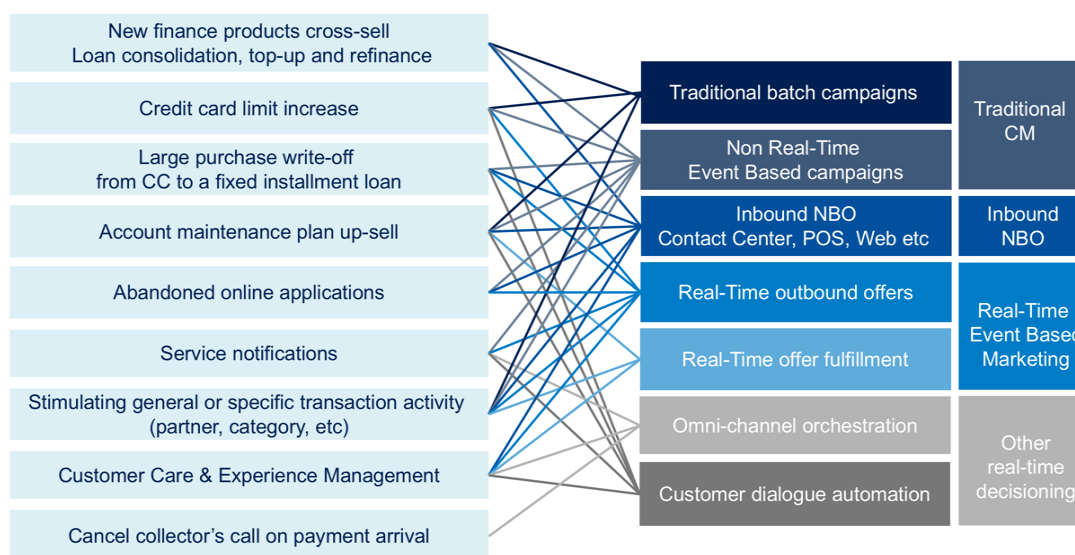 New finance products cross-sell
Loan consolidation, top-up and refinance
Credit card limit increase
Large purchase write-off
from CC to a fixed installment loan
Account maintenance plan up-sell
Abandoned online applications
Service notifications
Stimulating general or specific transaction activity
(partner, category, etc)
Customer Care & Experience Management
Cancel collector's call on payment arrival
Traditional batch campaigns
Non Real-Time
Event Based campaigns
Inbound NBO
Contact Center, POS, Web etc
Real-Time outbound offers
Real-Time offer fulfillment
Omni-channel orchestration
Customer dialogue automation
Traditional
CM
Inbound
NBO
Real-Time
Event Based
Marketing
Other
real-time
decisioning